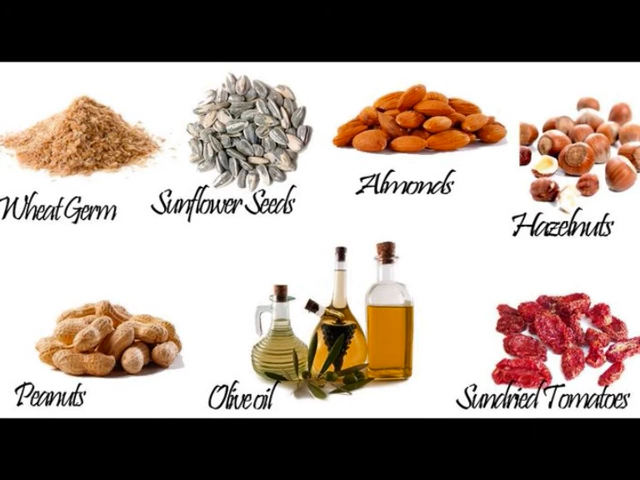 Wheat Germ
Sunflower Seeds
Almonds
Hazelnuts
Peanuts
Olive oil
Sundried Tomatoes